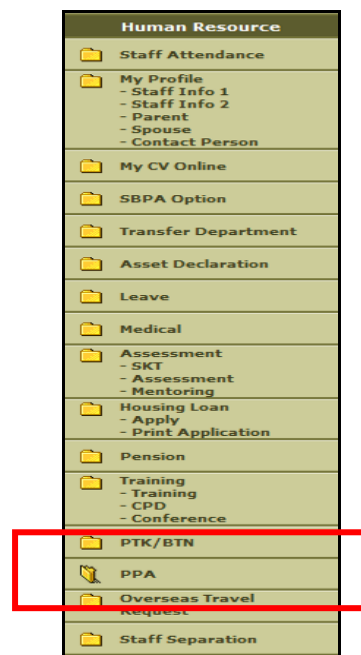 Human Resource
Staff Attendance
My Profile
- Staff Info 1
- Staff Info 2
- Parent
- Spouse
- Contact Person
My CV Online
SBPA Option
Transfer Department
Asset Declaration
Leave
Medical
Assessment
- SKT
- Assessment
- Mentoring
Housing Loan
- Apply
- Print Application
Pension
Training
- Training
- CPD
- Conference
PTK/BTN
PPA
Overseas Travel
Request
Staff Separation